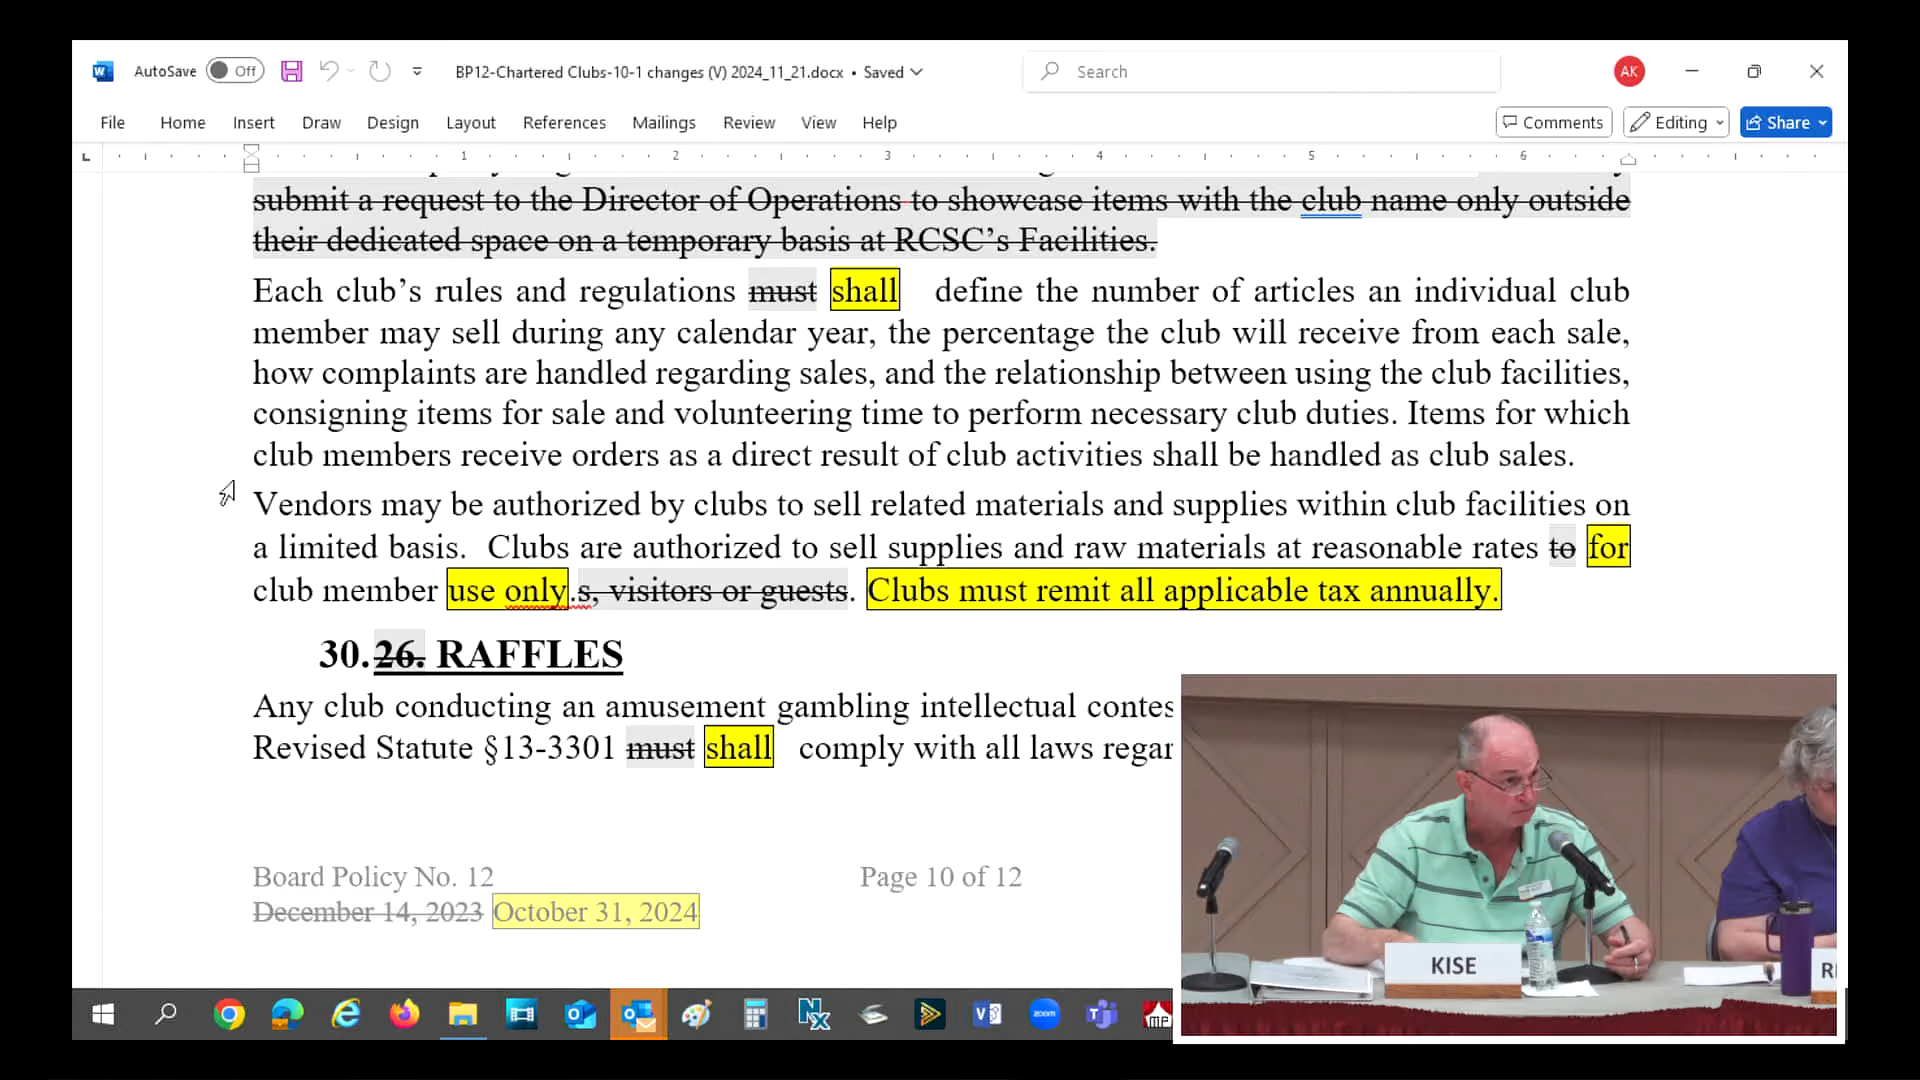 AutoSave Off BP12-Chartered Clubs-10-1 changes (V) 2024_11_21.docx • Saved Search AK
File Home Insert Draw Design Layout References Mailings Review View Help Comments Editing Share
1 2 3 4 5 6
submit a request to the Director of Operations to showcase items with the club name only outside
their dedicated space on a temporary basis at RCSC's Facilities.
Each club's rules and regulations must shall define the number of articles an individual club
member may sell during any calendar year, the percentage the club will receive from each sale,
how complaints are handled regarding sales, and the relationship between using the club facilities,
consigning items for sale and volunteering time to perform necessary club duties. Items for which
club members receive orders as a direct result of club activities shall be handled as club sales.
Vendors may be authorized by clubs to sell related materials and supplies within club facilities on
a limited basis. Clubs are authorized to sell supplies and raw materials at reasonable rates to for
club member use only.s, visitors or guests. Clubs must remit all applicable tax annually.
30.26. RAFFLES
Any club conducting an amusement gambling intellectual contes
Revised Statute §13-3301 must shall comply with all laws regar
Board Policy No. 12 Page 10 of 12
December 14, 2023 October 31, 2024
KISE
R
zoom
MP